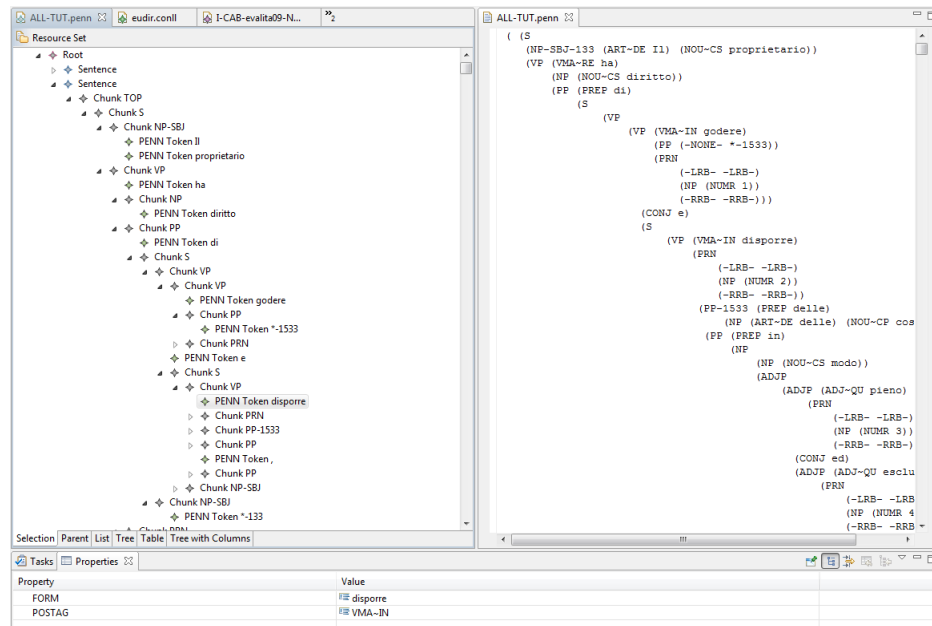 ALL-TUT.penn eudir.conll I-CAB-evalita09-N... »2
Resource Set
Root
Sentence
Sentence
Chunk TOP
Chunk S
Chunk NP-SBJ
PENN Token Il
PENN Token proprietario
Chunk VP
PENN Token ha
Chunk NP
PENN Token diritto
Chunk PP
PENN Token di
Chunk S
Chunk VP
Chunk VP
PENN Token godere
Chunk PP
PENN Token *-1533
Chunk PRN
PENN Token e
Chunk S
Chunk VP
PENN Token disporre
Chunk PRN
Chunk PP-1533
Chunk PP
PENN Token ,
Chunk PP
Chunk NP-SBJ
Chunk NP-SBJ
PENN Token *-133
Chunk PRN
Selection Parent List Tree Table Tree with Columns
ALL-TUT.penn
( (S
(NP-SBJ-133 (ART~DE Il) (NOU~CS proprietario))
(VP (VMA~RE ha)
(NP (NOU~CS diritto))
(PP (PREP di)
(S
(VP
(VP (VMA~IN godere)
(PP (-NONE- *-1533))
(PRN
(-LRB- -LRB-)
(NP (NUMR 1))
(-RRB- -RRB-)))
(CONJ e)
(S
(VP (VMA~IN disporre)
(PRN
(-LRB- -LRB-)
(NP (NUMR 2))
(-RRB- -RRB-))
(PP-1533 (PREP delle)
(NP (ART~DE delle) (NOU~CP cos
(PP (PREP in)
(NP
(NP (NOU~CS modo))
(ADJP
(ADJP (ADJ~QU pieno)
(PRN
(-LRB- -LRB-)
(NP (NUMR 3))
(-RRB- -RRB-)
(CONJ ed)
(ADJP (ADJ~QU esclu
(PRN
(-LRB- -LRB
(NP (NUMR 4
(-RRB- -RRB
Tasks Properties
Property Value
FORM disporre
POSTAG VMA~IN